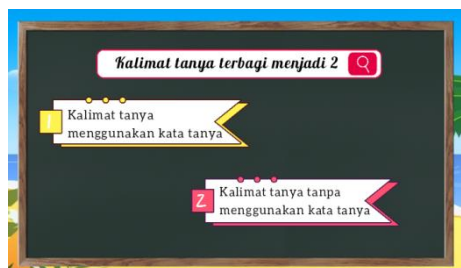 Kalimat tanya terbagi menjadi 2
1
Kalimat tanya
menggunakan kata tanya
2
Kalimat tanya tanpa
menggunakan kata tanya